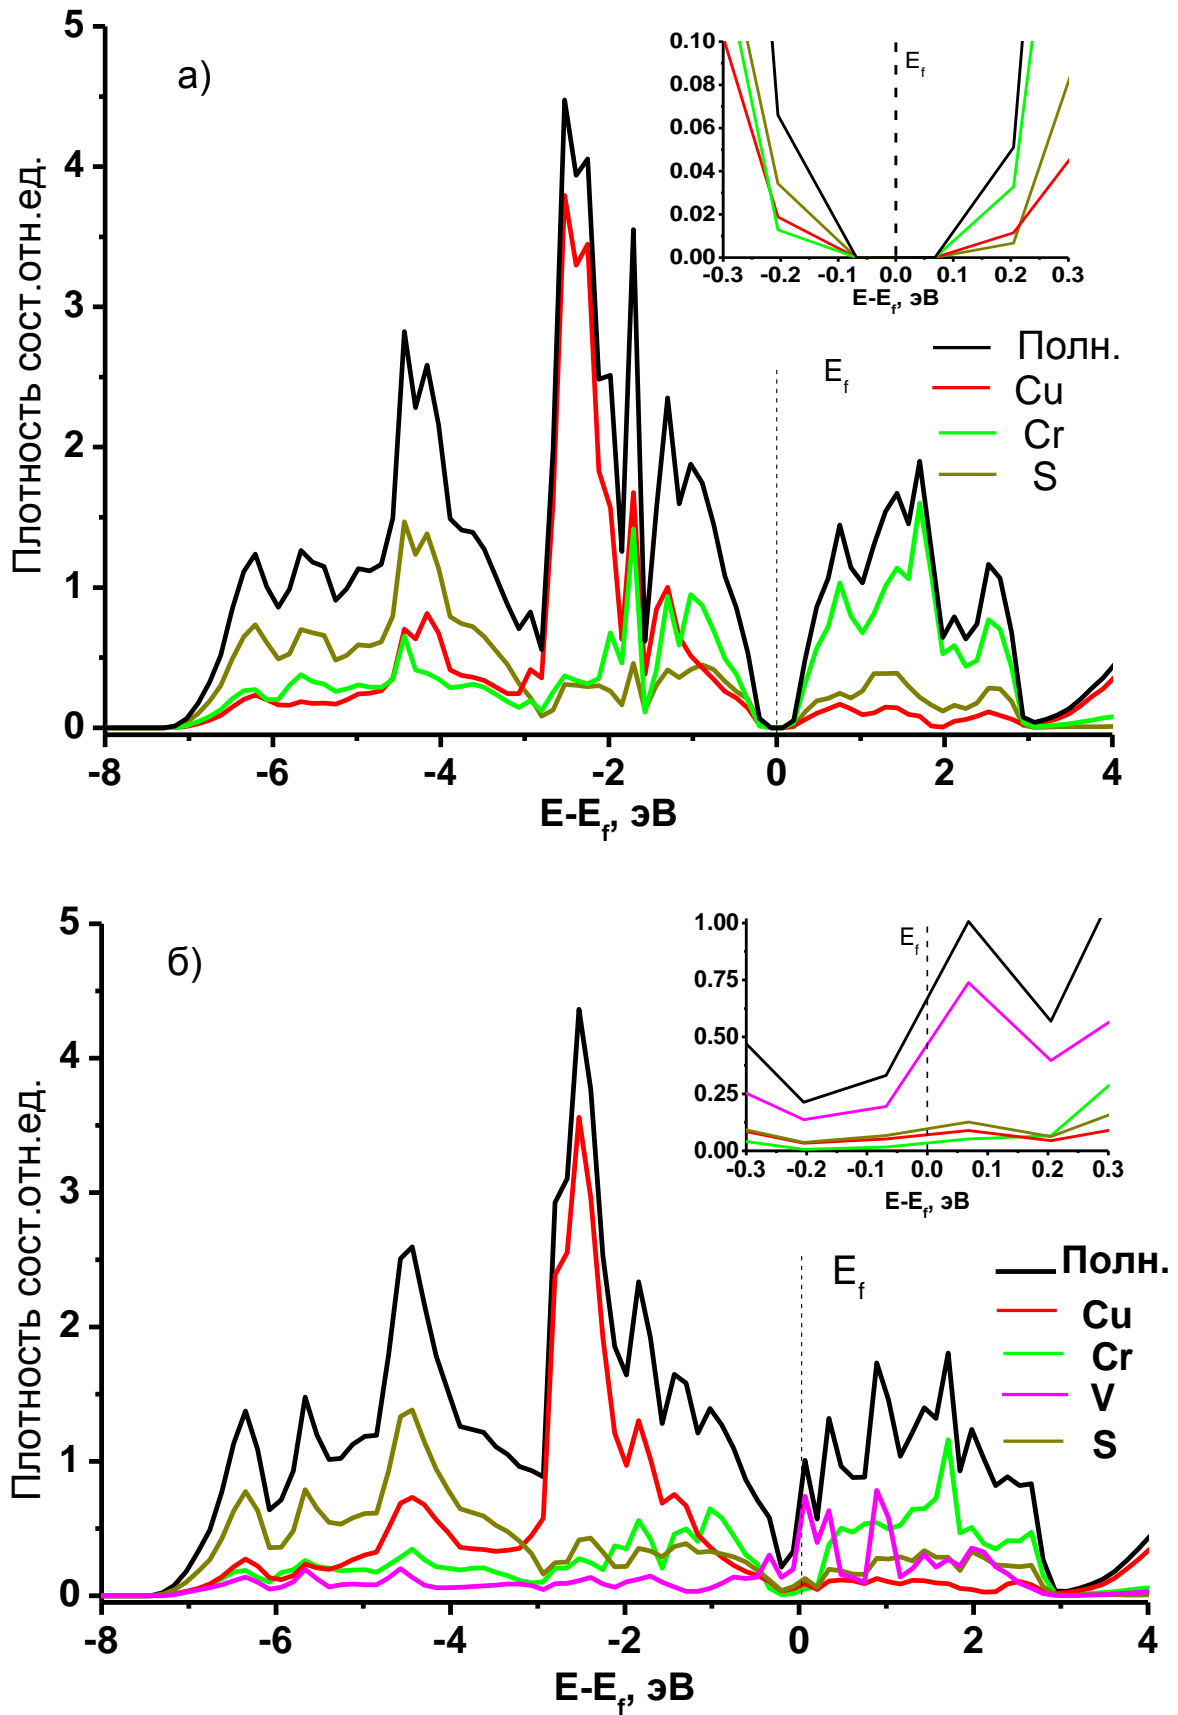 а)
Плотность сост.отн.ед.
5
4
3
2
1
0
-8 -6 -4 -2 0 2 4
E-Ef, эВ
0.10
0.08
0.06
0.04
0.02
0.00
-0.3 -0.2 -0.1 0.0 0.1 0.2 0.3
E-Ef, эВ
Ef
Ef
Полн.
Cu
Cr
S
б)
Плотность сост.отн.ед.
5
4
3
2
1
0
-8 -6 -4 -2 0 2 4
E-Ef, эВ
1.00
0.75
0.50
0.25
0.00
-0.3 -0.2 -0.1 0.0 0.1 0.2 0.3
E-Ef, эВ
Ef
Ef
Полн.
Cu
Cr
V
S